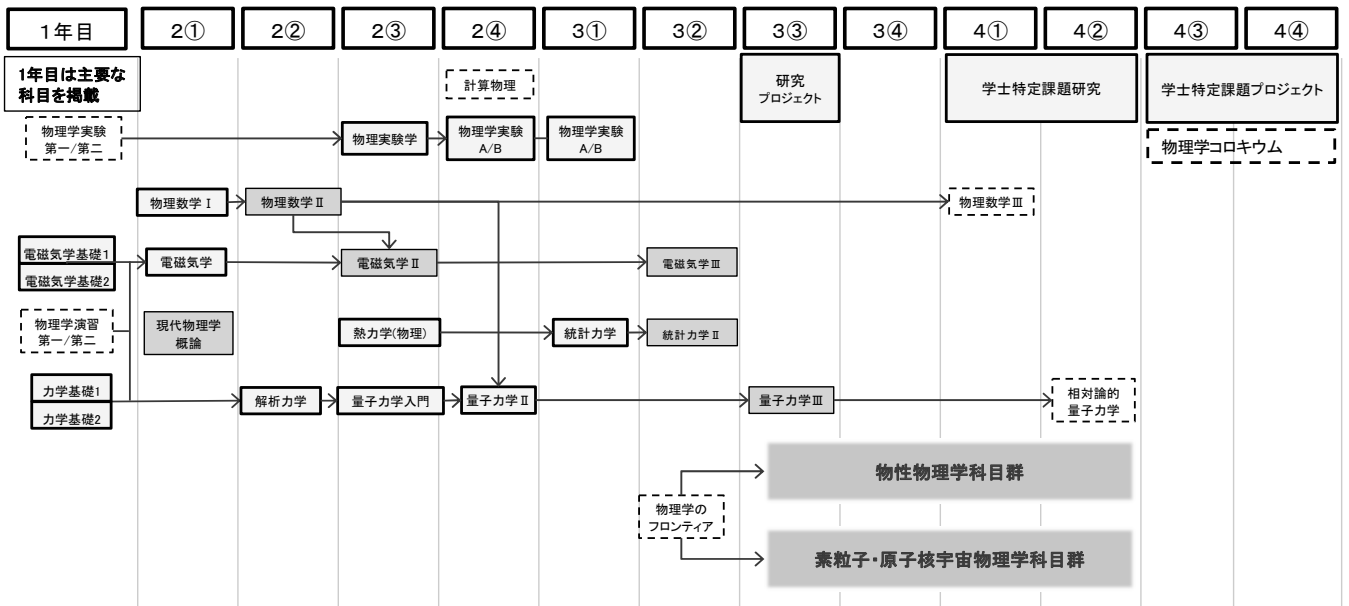 1年目
2①
2②
2③
2④
3①
3②
3③
3④
4①
4②
4③
4④
1年目は主要な
科目を掲載
計算物理
研究
プロジェクト
学士特定課題研究
学士特定課題プロジェクト
物理学実験
第一/第二
物理実験学
物理学実験
A/B
物理学実験
A/B
物理学コロキウム
物理数学Ⅰ
物理数学Ⅱ
物理数学Ⅲ
電磁気学基礎1
電磁気学基礎2
電磁気学
電磁気学Ⅱ
電磁気学Ⅲ
物理学演習
第一/第二
現代物理学
概論
熱力学(物理)
統計力学
統計力学Ⅱ
力学基礎1
力学基礎2
解析力学
量子力学入門
量子力学Ⅱ
量子力学Ⅲ
相対論的
量子力学
物性物理学科目群
物理学の
フロンティア
素粒子・原子核宇宙物理学科目群